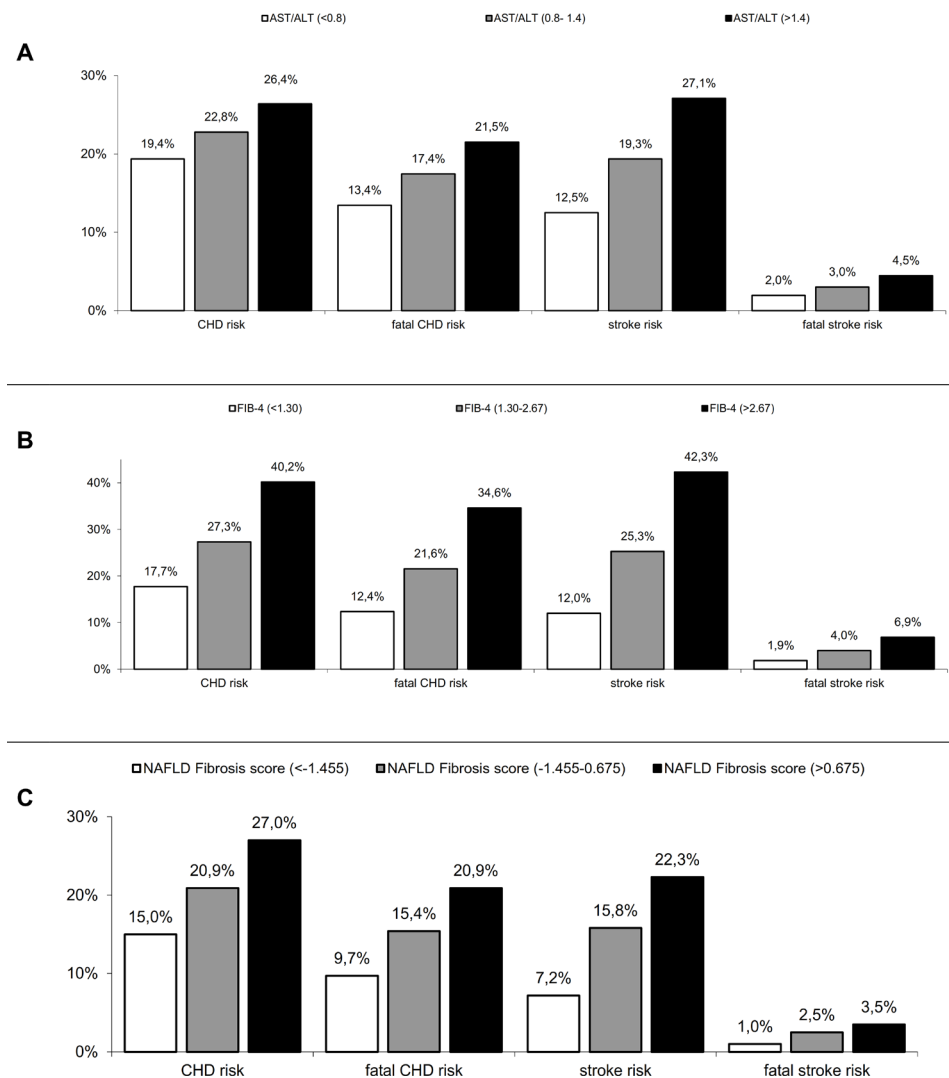 AST/ALT (<0.8) AST/ALT (0.8- 1.4) AST/ALT (>1.4)
A
30%
20%
10%
0%
19,4% 22,8% 26,4%
13,4% 17,4% 21,5%
12,5% 19,3% 27,1%
2,0% 3,0% 4,5%
CHD risk fatal CHD risk stroke risk fatal stroke risk
FIB-4 (<1.30) FIB-4 (1.30-2.67) FIB-4 (>2.67)
B
40%
30%
20%
10%
0%
17,7% 27,3% 40,2%
12,4% 21,6% 34,6%
12,0% 25,3% 42,3%
1,9% 4,0% 6,9%
CHD risk fatal CHD risk stroke risk fatal stroke risk
NAFLD Fibrosis score (<-1.455) NAFLD Fibrosis score (-1.455-0.675) NAFLD Fibrosis score (>0.675)
C
30%
20%
10%
0%
15,0% 20,9% 27,0%
9,7% 15,4% 20,9%
7,2% 15,8% 22,3%
1,0% 2,5% 3,5%
CHD risk fatal CHD risk stroke risk fatal stroke risk